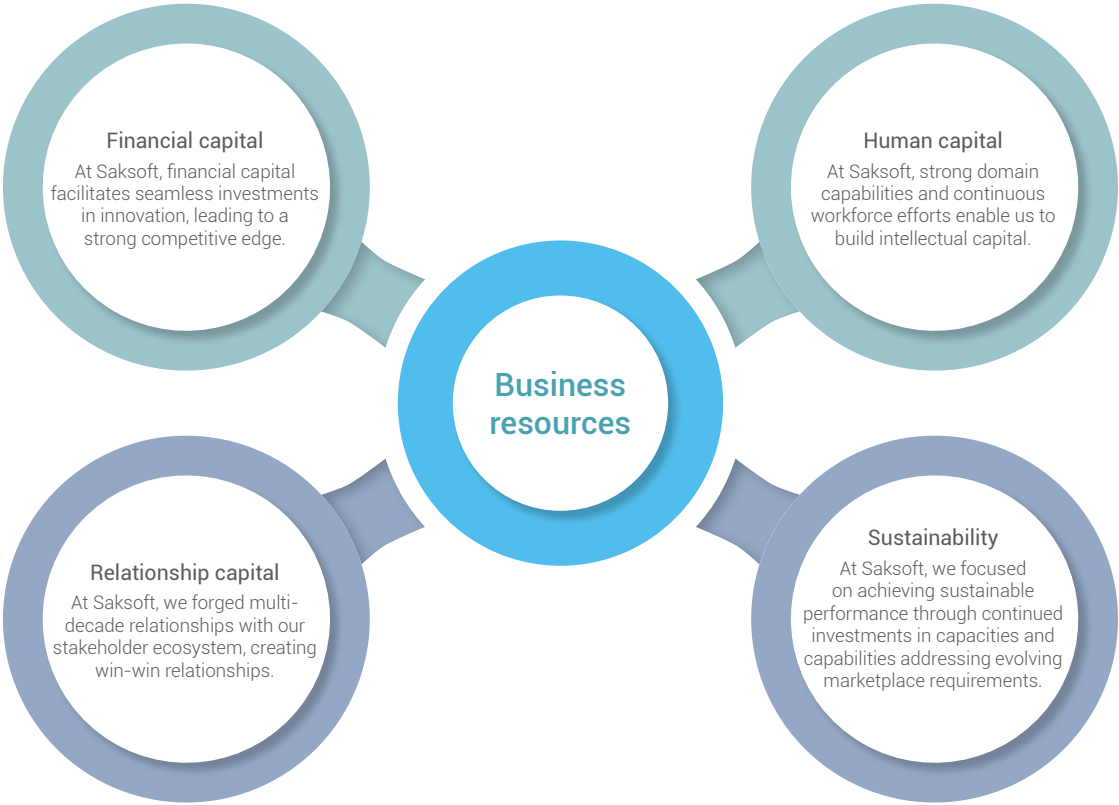 Financial capital
At Saksoft, financial capital
facilitates seamless investments
in innovation, leading to a
strong competitive edge.
Human capital
At Saksoft, strong domain
capabilities and continuous
workforce efforts enable us to
build intellectual capital.
Business
resources
Relationship capital
At Saksoft, we forged multi-
decade relationships with our
stakeholder ecosystem, creating
win-win relationships.
Sustainability
At Saksoft, we focused
on achieving sustainable
performance through continued
investments in capacities and
capabilities addressing evolving
marketplace requirements.